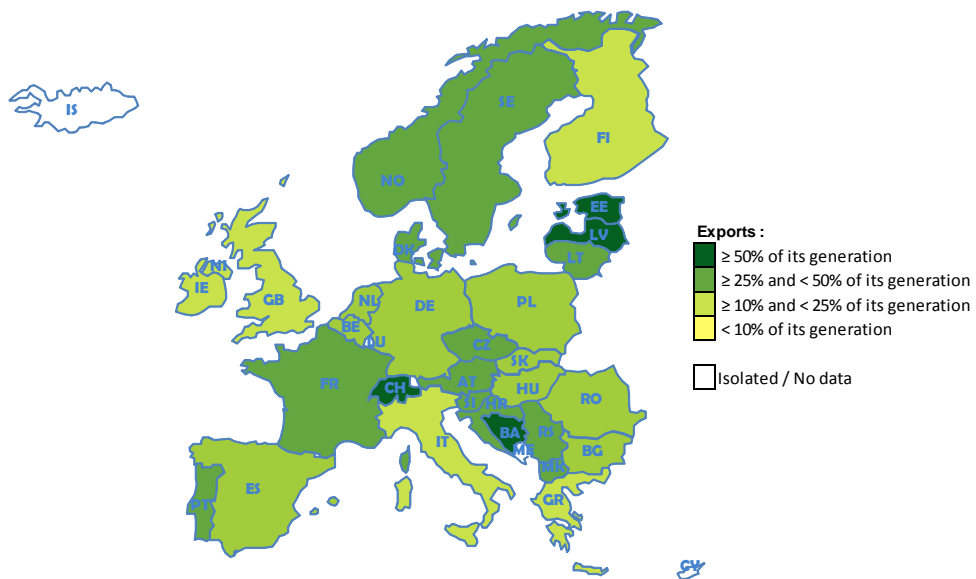 IS
SE
FI
NO
EE
LV
DK
LT
NI
IE
GB
NL
DE
PL
BE
LU
CZ
SK
FR
CH
AT
HU
SI
HR
RO
BA
RS
IT
ME
BG
MK
ES
PT
GR
CY
Exports :
≥ 50% of its generation
≥ 25% and < 50% of its generation
≥ 10% and < 25% of its generation
< 10% of its generation
Isolated / No data